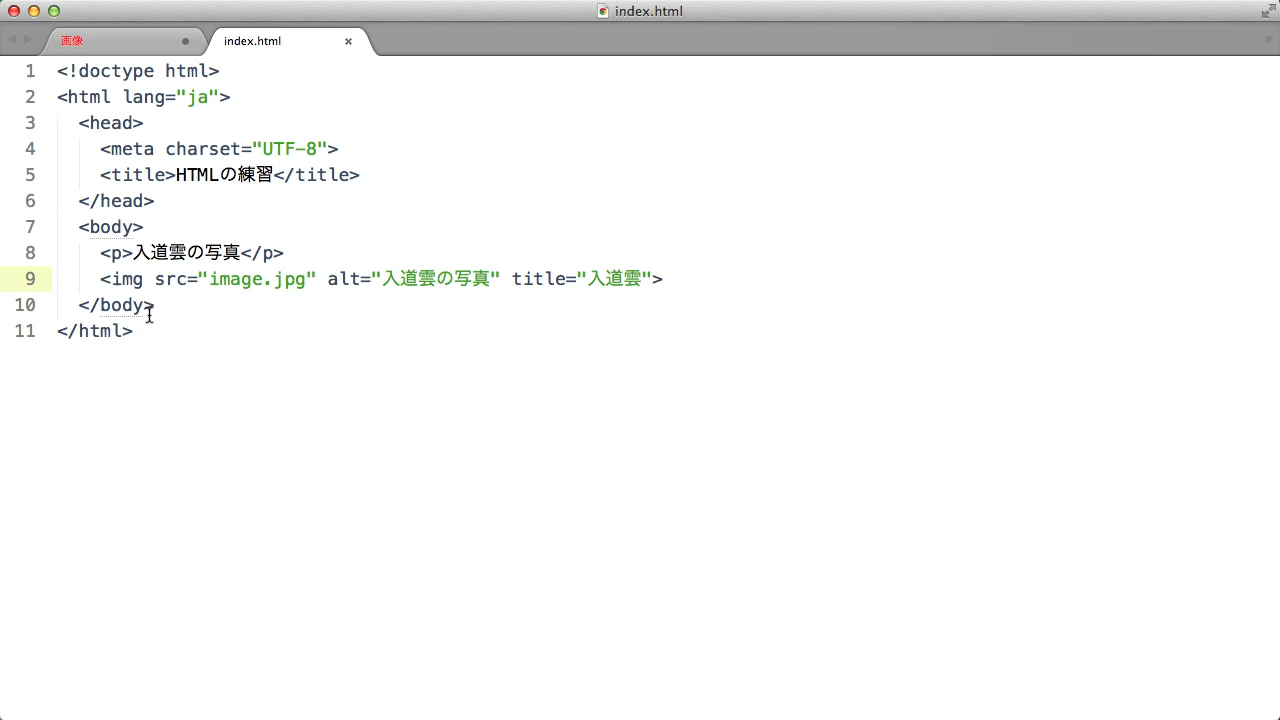 index.html
画像
index.html
1 <!doctype html>
2 <html lang="ja">
3 <head>
4 <meta charset="UTF-8">
5 <title>HTMLの練習</title>
6 </head>
7 <body>
8 <p>入道雲の写真</p>
9 <img src="image.jpg" alt="入道雲の写真" title="入道雲">
10 </body>
11 </html>